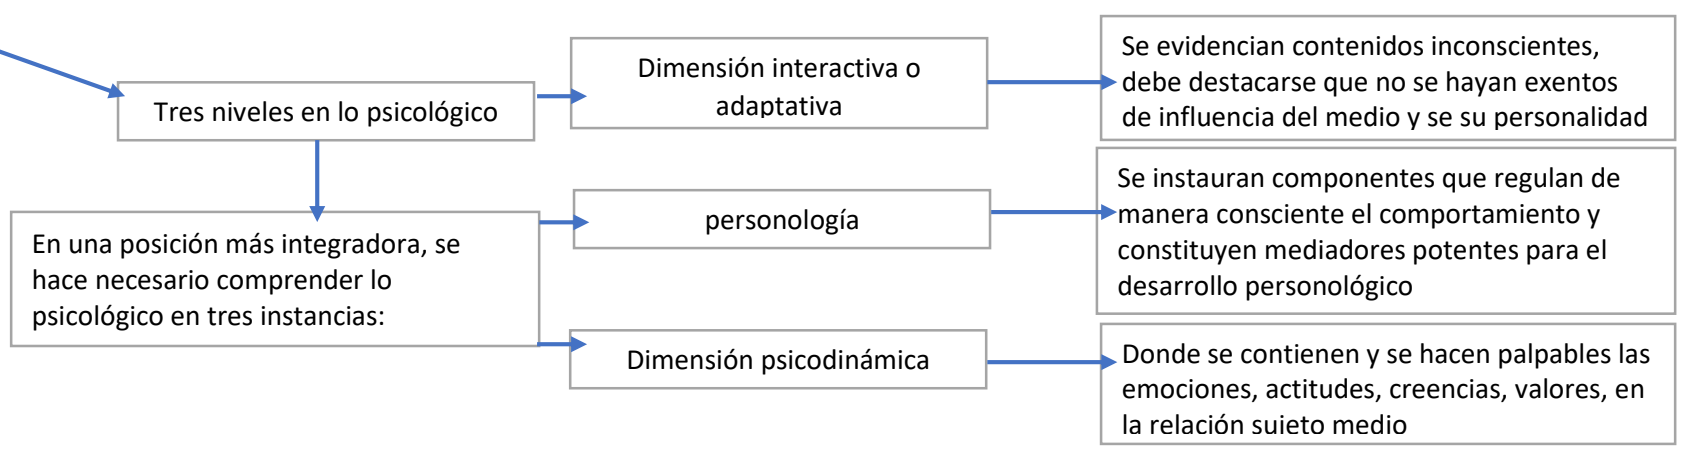 Tres niveles en lo psicológico
En una posición más integradora, se
hace necesario comprender lo
psicológico en tres instancias:
Dimensión interactiva o
adaptativa
Se evidencian contenidos inconscientes,
debe destacarse que no se hayan exentos
de influencia del medio y se su personalidad
personología
Se instauran componentes que regulan de
manera consciente el comportamiento y
constituyen mediadores potentes para el
desarrollo personológico
Dimensión psicodinámica
Donde se contienen y se hacen palpables las
emociones, actitudes, creencias, valores, en
la relación sujeto medio